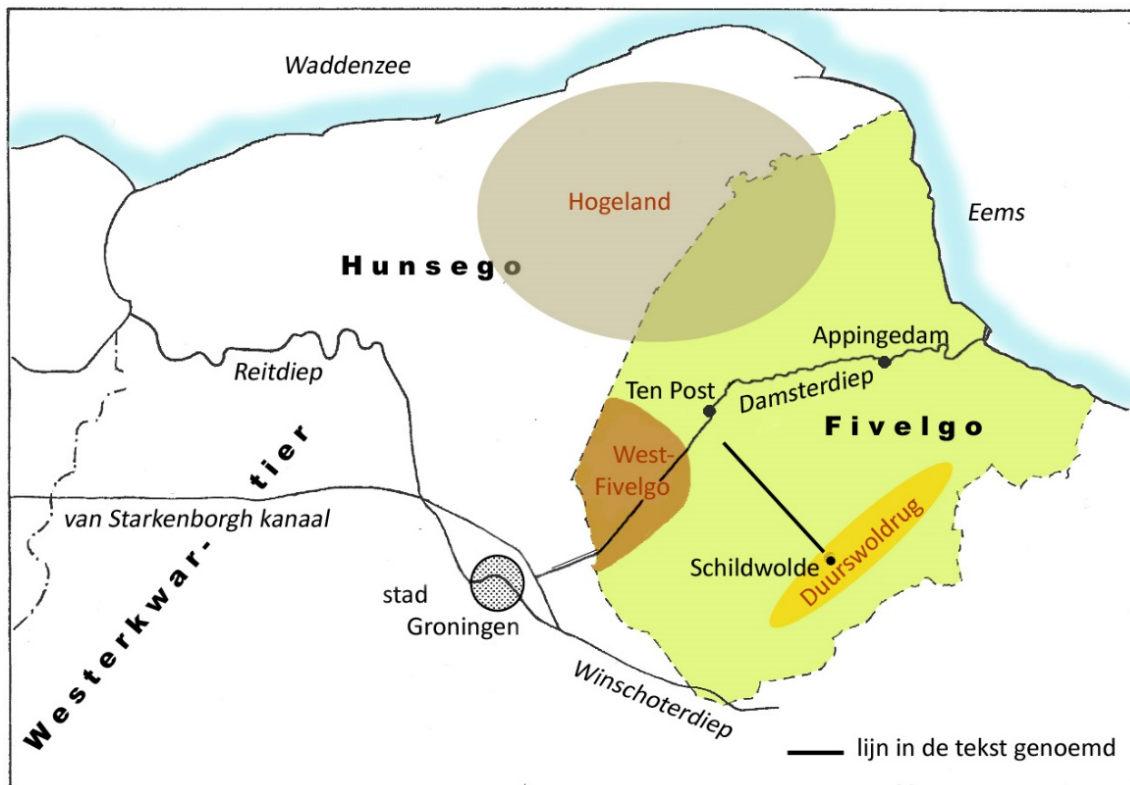 Waddenzee
Hogeland
Eems
Hunsego
Appingedam
Reitdiep
Ten Post
Damsterdiep
Fivelgo
West-
Fivelgo
Westerkwar-tier
van Starkenborgh kanaal
Schildwolde
Duurswoldrug
stad
Groningen
Winschoterdiep
lijn in de tekst genoemd